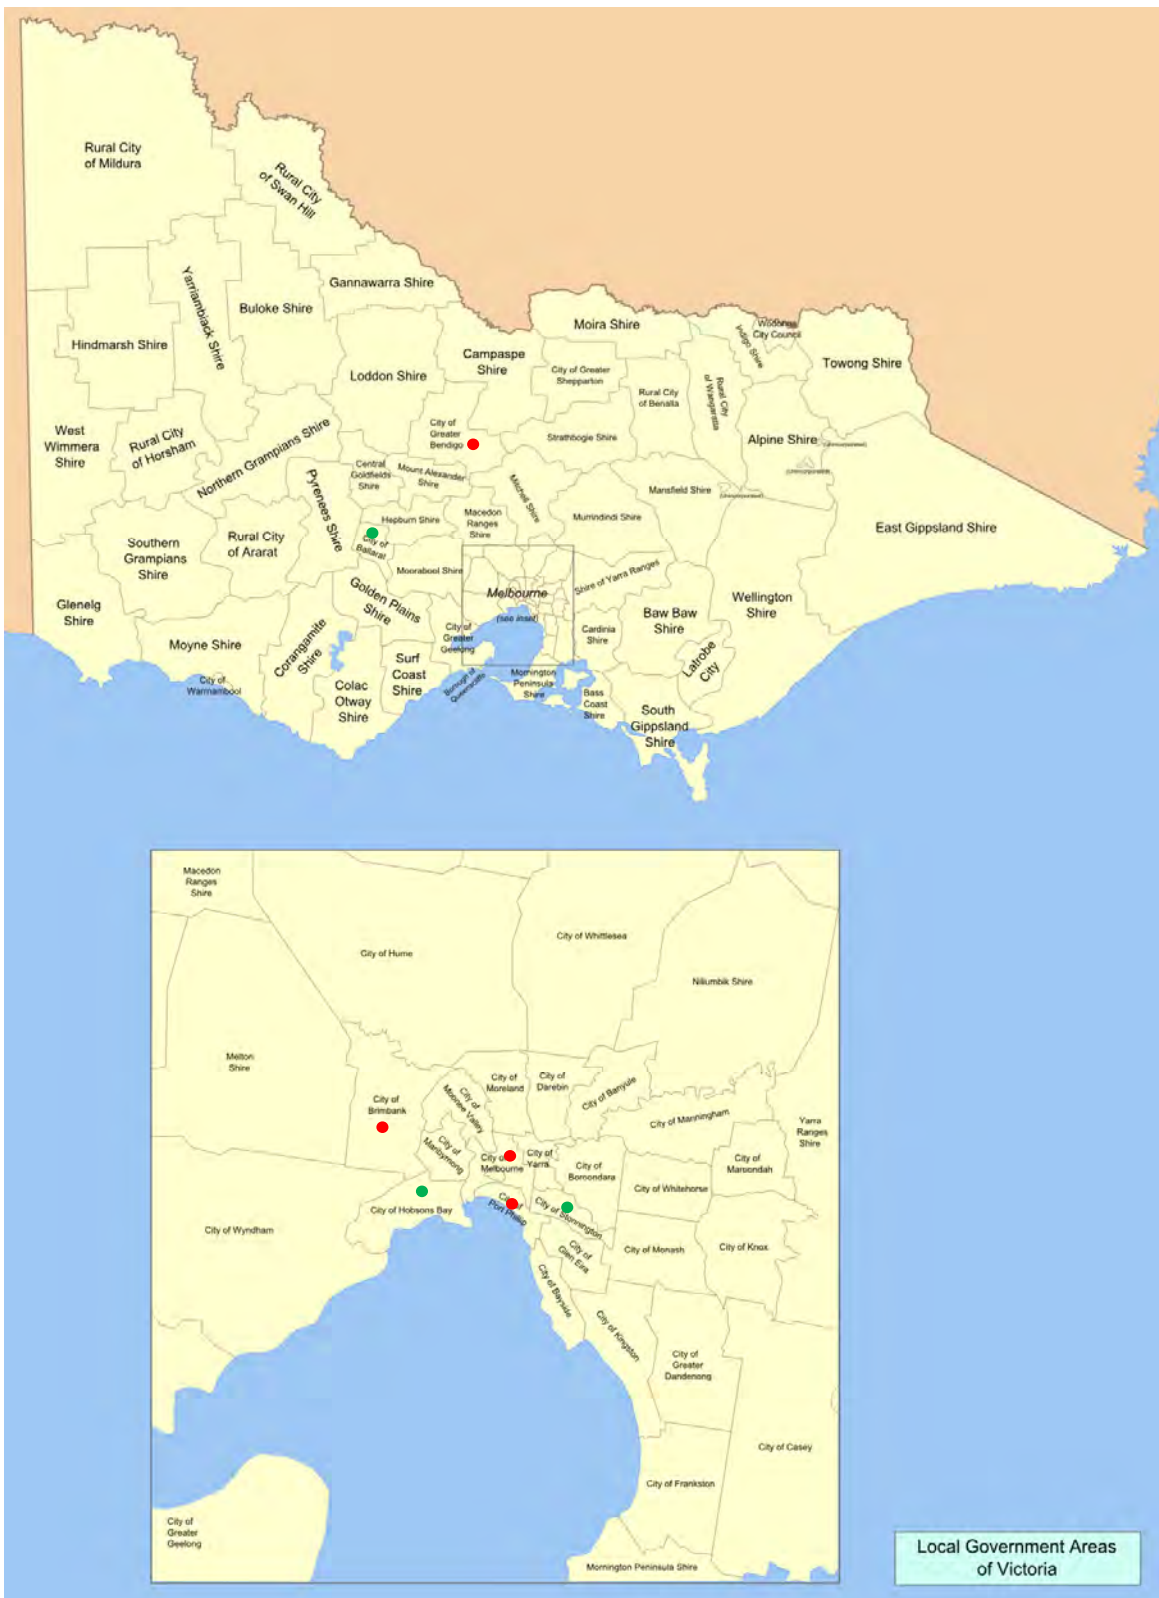 Rural City
of Mildura
Rural City
of Swan Hill
Gannawarra Shire
Yarriambiack Shire
Buloke Shire
Hindmarsh Shire
Loddon Shire
Campaspe
Shire
Moira Shire
City of Greater
Shepparton
Indigo Shire
Wodonga
City Council
Towong Shire
Rural City
of Benalla
Rural City
of Wangaratta
Alpine Shire
West
Wimmera
Shire
Rural City
of Horsham
Northern Grampians Shire
City of
Greater
Bendigo
Strathbogie Shire
Central
Goldfields
Shire
Mount Alexander
Shire
Mitchell Shire
Mansfield Shire
Pyrenees Shire
Hepburn Shire
Macedon
Ranges
Shire
Murrindindi Shire
East Gippsland Shire
Southern
Grampians
Shire
Rural City
of Ararat
City of
Ballarat
Moorabool Shire
Shire of Yarra Ranges
Golden Plains
Shire
Melbourne
(see inset)
Glenelg
Shire
Moyne Shire
Corangamite
Shire
City of
Greater
Geelong
Cardinia
Shire
Baw Baw
Shire
Wellington
Shire
Latrobe
City
City of
Warrnambool
Colac
Otway
Shire
Surf
Coast
Shire
Borough of
Queenscliffe
Mornington
Peninsula
Shire
Bass
Coast
Shire
South
Gippsland
Shire
Macedon
Ranges
Shire
City of Hume
City of Whittlesea
Nillumbik Shire
Melton
Shire
City of
Brimbank
City of
Moonee Valley
City of
Moreland
City of
Darebin
City of Banyule
City of Manningham
Yarra
Ranges
Shire
City of
Maribyrnong
City of
Melbourne
City of
Yarra
City of
Boroondara
City of Whitehorse
City of
Maroondah
City of Wyndham
City of Hobsons Bay
City of
Port Phillip
City of Stonnington
City of
Glen Eira
City of Monash
City of Knox
City of Bayside
City of Kingston
City of
Greater
Dandenong
City of Casey
City of Frankston
City of
Greater
Geelong
Mornington Peninsula Shire
Local Government Areas
of Victoria